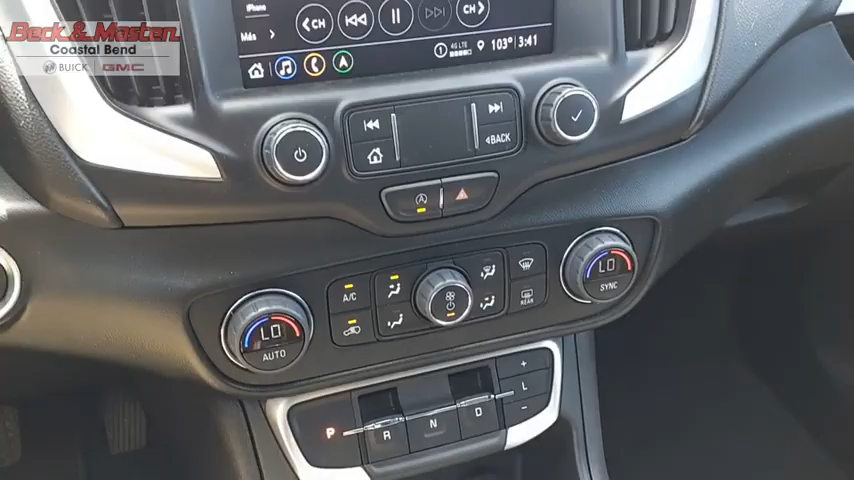 Beck & Masten
Coastal Bend
BUICK | GMC
iPhone
Más
CH
CH
1
4G LTE
103°
3:41
BACK
A
LO
AUTO
A/C
REAR
LO
SYNC
P
R
N
D
+
L
-